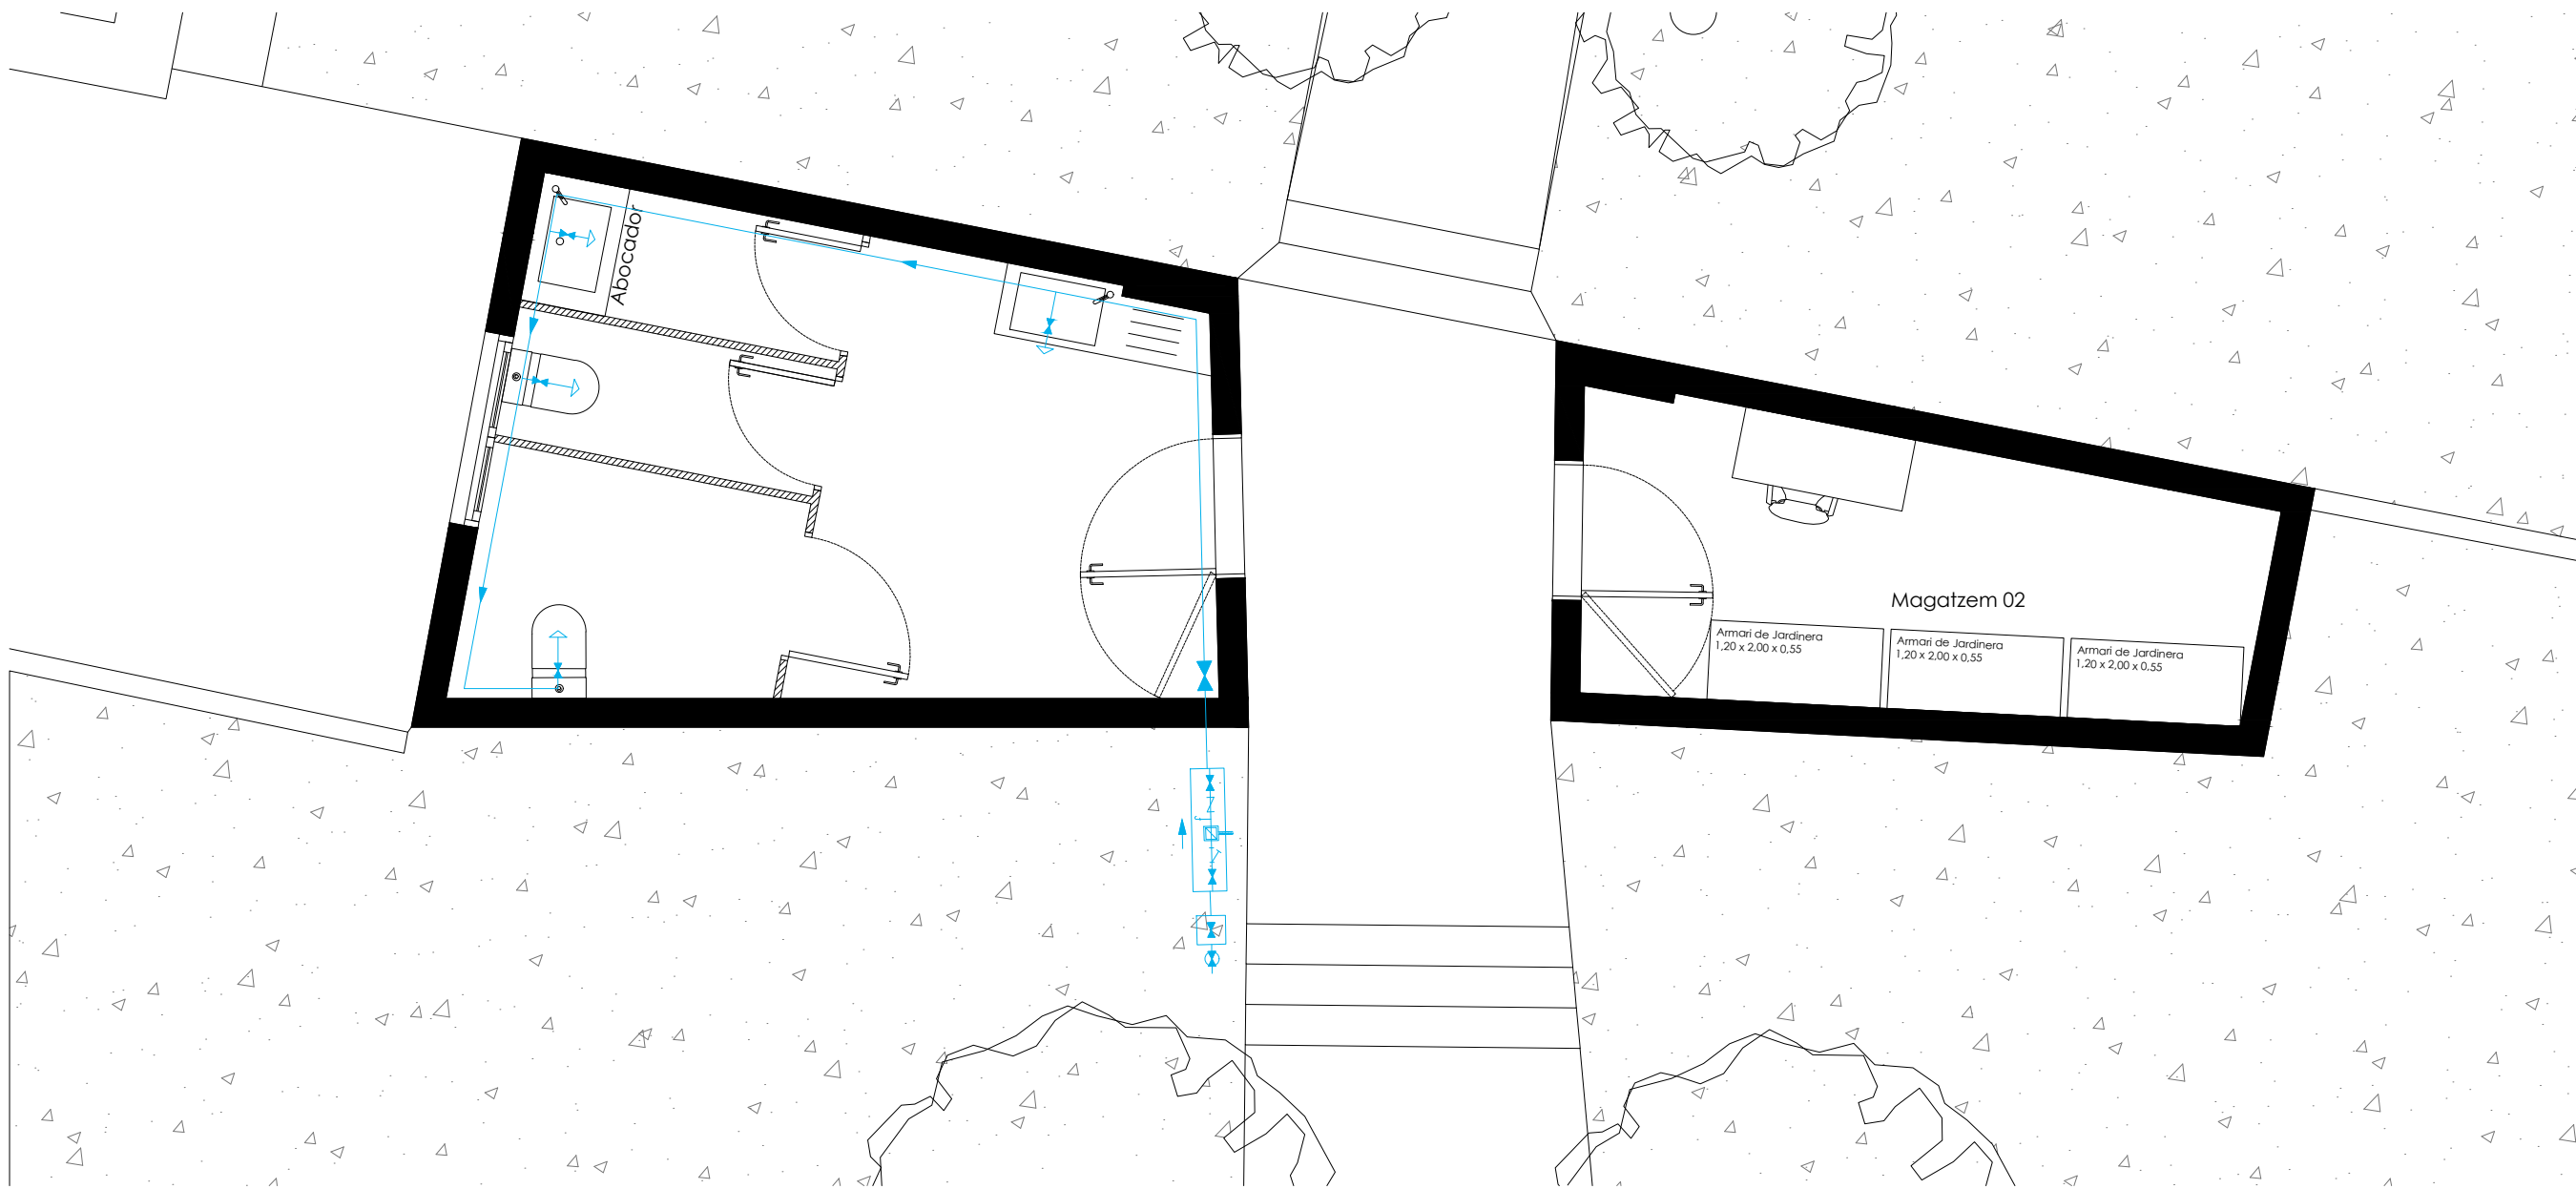 Abocador
Magatzem 02
Armari de Jardinera
1,20 x 2,00 x 0,55
Armari de Jardinera
1,20 x 2,00 x 0,55
Armari de Jardinera
1,20 x 2,00 x 0,55